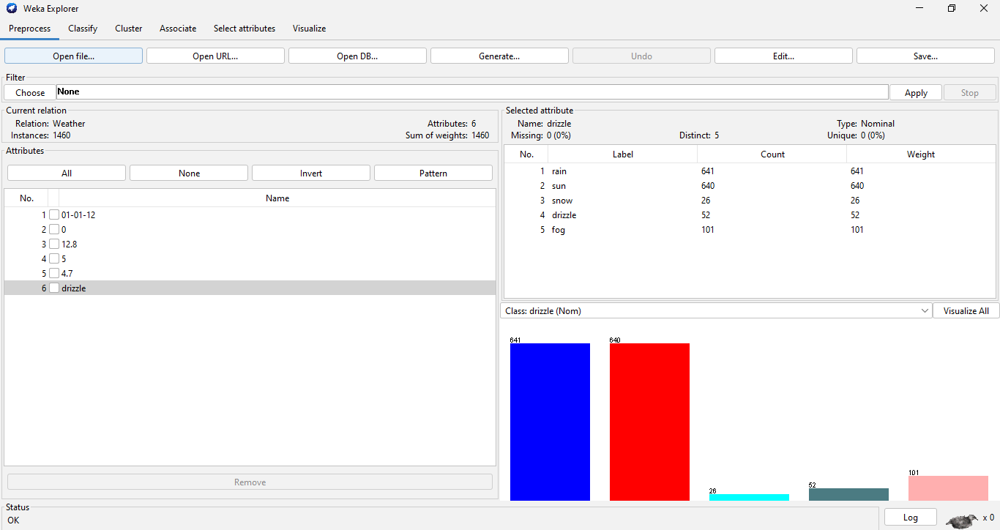 Weka Explorer
Preprocess Classify Cluster Associate Select attributes Visualize
Open file... Open URL... Open DB... Generate... Undo Edit... Save...
Filter
Choose None Apply Stop
Current relation
Relation: Weather Attributes: 6
Instances: 1460 Sum of weights: 1460
Attributes
All None Invert Pattern
No. Name
1 01-01-12
2 0
3 12.8
4 5
5 4.7
6 drizzle
Remove
Selected attribute
Name: drizzle Type: Nominal
Missing: 0 (0%) Distinct: 5 Unique: 0 (0%)
No. Label Count Weight
1 rain 641 641
2 sun 640 640
3 snow 26 26
4 drizzle 52 52
5 fog 101 101
Class: drizzle (Nom) Visualize All
641 640 26 52 101
Status
OK Log x 0